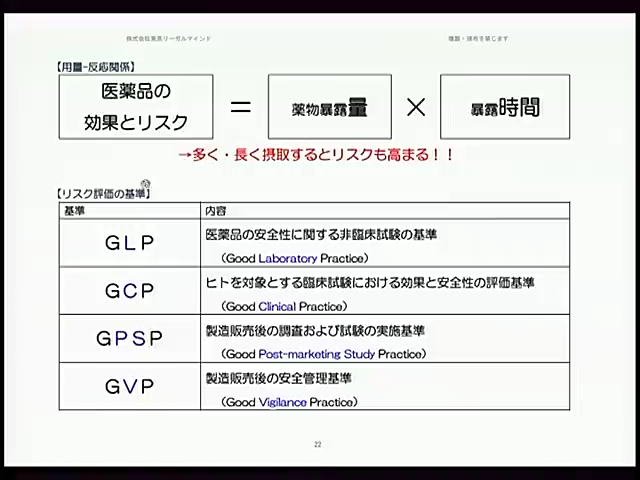 株式会社東京リーガルマインド
複製・頒布を禁じます
【用量-反応関係】
医薬品の
効果とリスク
=
薬物暴露量
×
暴露時間
→多く・長く摂取するとリスクも高まる！！
【リスク評価の基準】
基準 内容
GLP 医薬品の安全性に関する非臨床試験の基準
（Good Laboratory Practice）
GCP ヒトを対象とする臨床試験における効果と安全性の評価基準
（Good Clinical Practice）
GPSP 製造販売後の調査および試験の実施基準
（Good Post-marketing Study Practice）
GVP 製造販売後の安全管理基準
（Good Vigilance Practice）
22